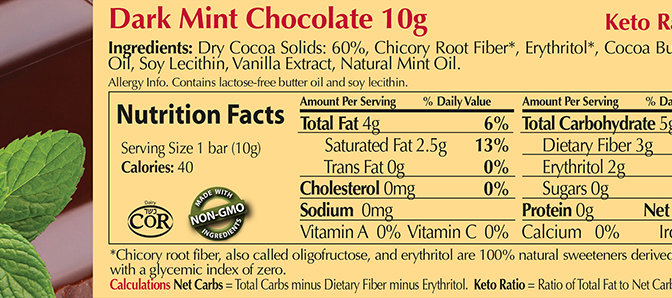 Dark Mint Chocolate 10g
Keto Ra
Ingredients: Dry Cocoa Solids: 60%, Chicory Root Fiber*, Erythritol*, Cocoa Bu
Oil, Soy Lecithin, Vanilla Extract, Natural Mint Oil.
Allergy Info. Contains lactose-free butter oil and soy lecithin.
Nutrition Facts
Serving Size 1 bar (10g)
Calories: 40
Dairy
כשר
COR
MADE WITH
NON-GMO
INGREDIENTS
Amount Per Serving % Daily Value
Total Fat 4g 6%
Saturated Fat 2.5g 13%
Trans Fat 0g 0%
Cholesterol 0mg 0%
Sodium 0mg
Vitamin A 0% Vitamin C 0%
Amount Per Serving % Da
Total Carbohydrate 5g
Dietary Fiber 3g
Erythritol 2g
Sugars 0g
Protein 0g Net
Calcium 0% Iro
*Chicory root fiber, also called oligofructose, and erythritol are 100% natural sweeteners derived
with a glycemic index of zero.
Calculations Net Carbs = Total Carbs minus Dietary Fiber minus Erythritol. Keto Ratio = Ratio of Total Fat to Net Carb